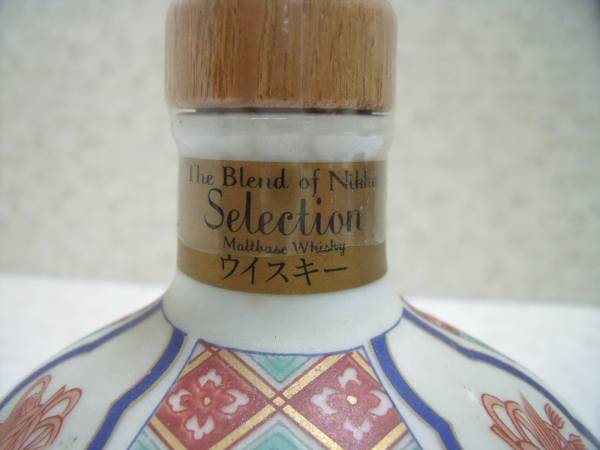 The Blend of Nikka
Selection
Maltbase Whisky
ウイスキー